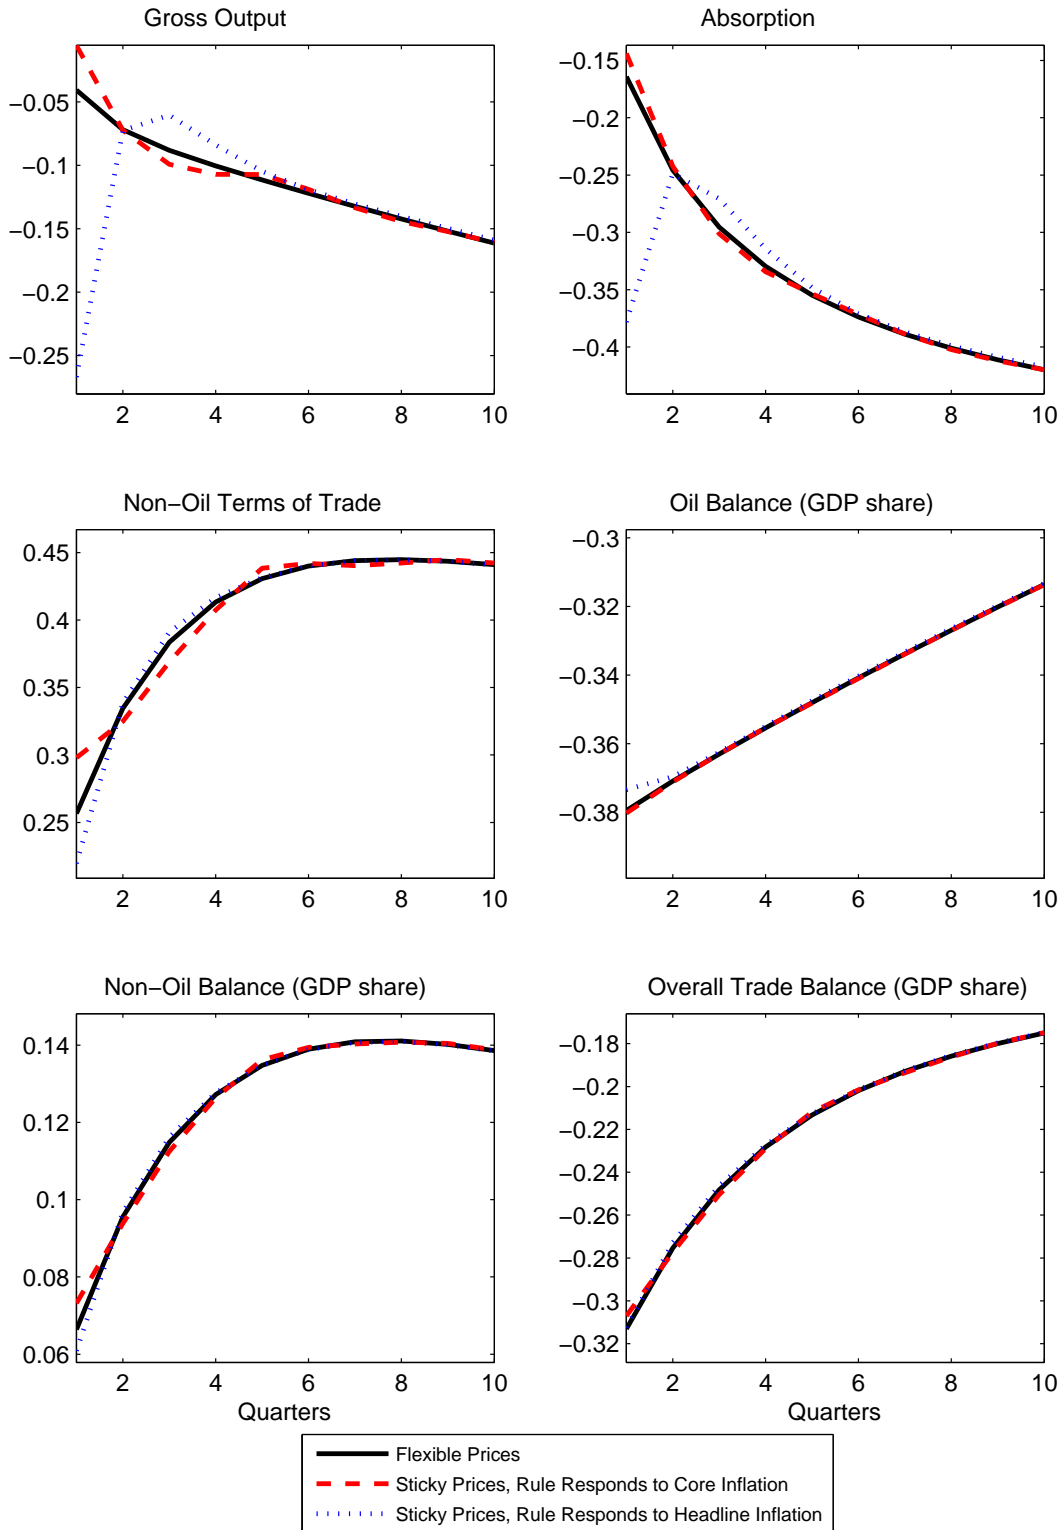 Gross Output
−0.05
−0.1
−0.15
−0.2
−0.25
2 4 6 8 10
Absorption
−0.15
−0.2
−0.25
−0.3
−0.35
−0.4
2 4 6 8 10
Non−Oil Terms of Trade
0.45
0.4
0.35
0.3
0.25
2 4 6 8 10
Oil Balance (GDP share)
−0.3
−0.32
−0.34
−0.36
−0.38
2 4 6 8 10
Non−Oil Balance (GDP share)
0.14
0.12
0.1
0.08
0.06
2 4 6 8 10
Quarters
Overall Trade Balance (GDP share)
−0.18
−0.2
−0.22
−0.24
−0.26
−0.28
−0.3
−0.32
2 4 6 8 10
Quarters
Flexible Prices
Sticky Prices, Rule Responds to Core Inflation
Sticky Prices, Rule Responds to Headline Inflation